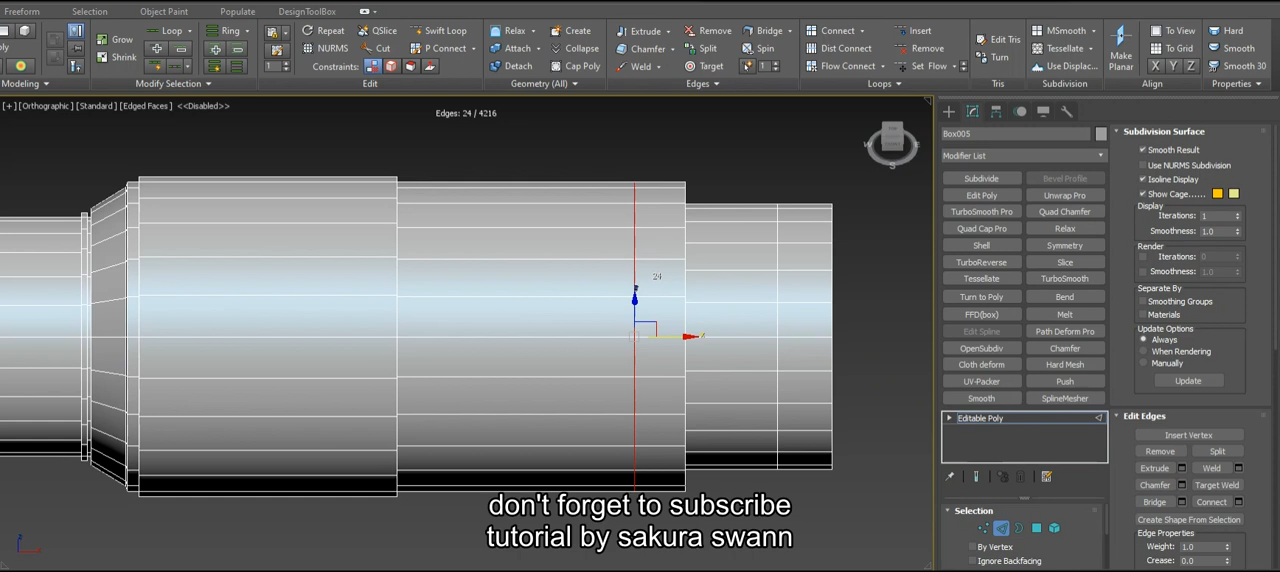 Freeform Selection Object Paint Populate DesignToolBox
Loop Ring Repeat QSlice Swift Loop Relax Create Extrude Remove Bridge Connect Insert MSmooth To View Hard
Grow NURMS Cut P Connect Attach Collapse Chamfer Split Spin Dist Connect Remove Edit Tris Tessellate Make To Grid Smooth
Shrink Constraints: Detach Cap Poly Weld Target 1 Flow Connect Set Flow Turn Use Displac... Planar X Y Z Smooth 30
1
Modeling Modify Selection Edit Geometry (All) Edges Loops Tris Subdivision Align Properties
[+] [Orthographic] [Standard] [Edged Faces] <<Disabled>>
Edges: 24 / 4216
W E
S
24
x
don't forget to subscribe
tutorial by sakura swann
Box005
Modifier List
Subdivide Bevel Profile
Edit Poly Unwrap Pro
TurboSmooth Pro Quad Chamfer
Quad Cap Pro Relax
Shell Symmetry
TurboReverse Slice
Tessellate TurboSmooth
Turn to Poly Bend
FFD(box) Melt
Edit Spline Path Deform Pro
OpenSubdiv Chamfer
Cloth deform Hard Mesh
UV-Packer Push
Smooth SplineMesher
Editable Poly
Selection
By Vertex
Ignore Backfacing
Subdivision Surface
Smooth Result
Use NURMS Subdivision
Isoline Display
Show Cage......
Display
Iterations: 1
Smoothness: 1.0
Render
Iterations: 0
Smoothness: 1.0
Separate By
Smoothing Groups
Materials
Update Options
Always
When Rendering
Manually
Update
Edit Edges
Insert Vertex
Remove Split
Extrude Weld
Chamfer Target Weld
Bridge Connect
Create Shape From Selection
Edge Properties
Weight: 1.0
Crease: 0.0